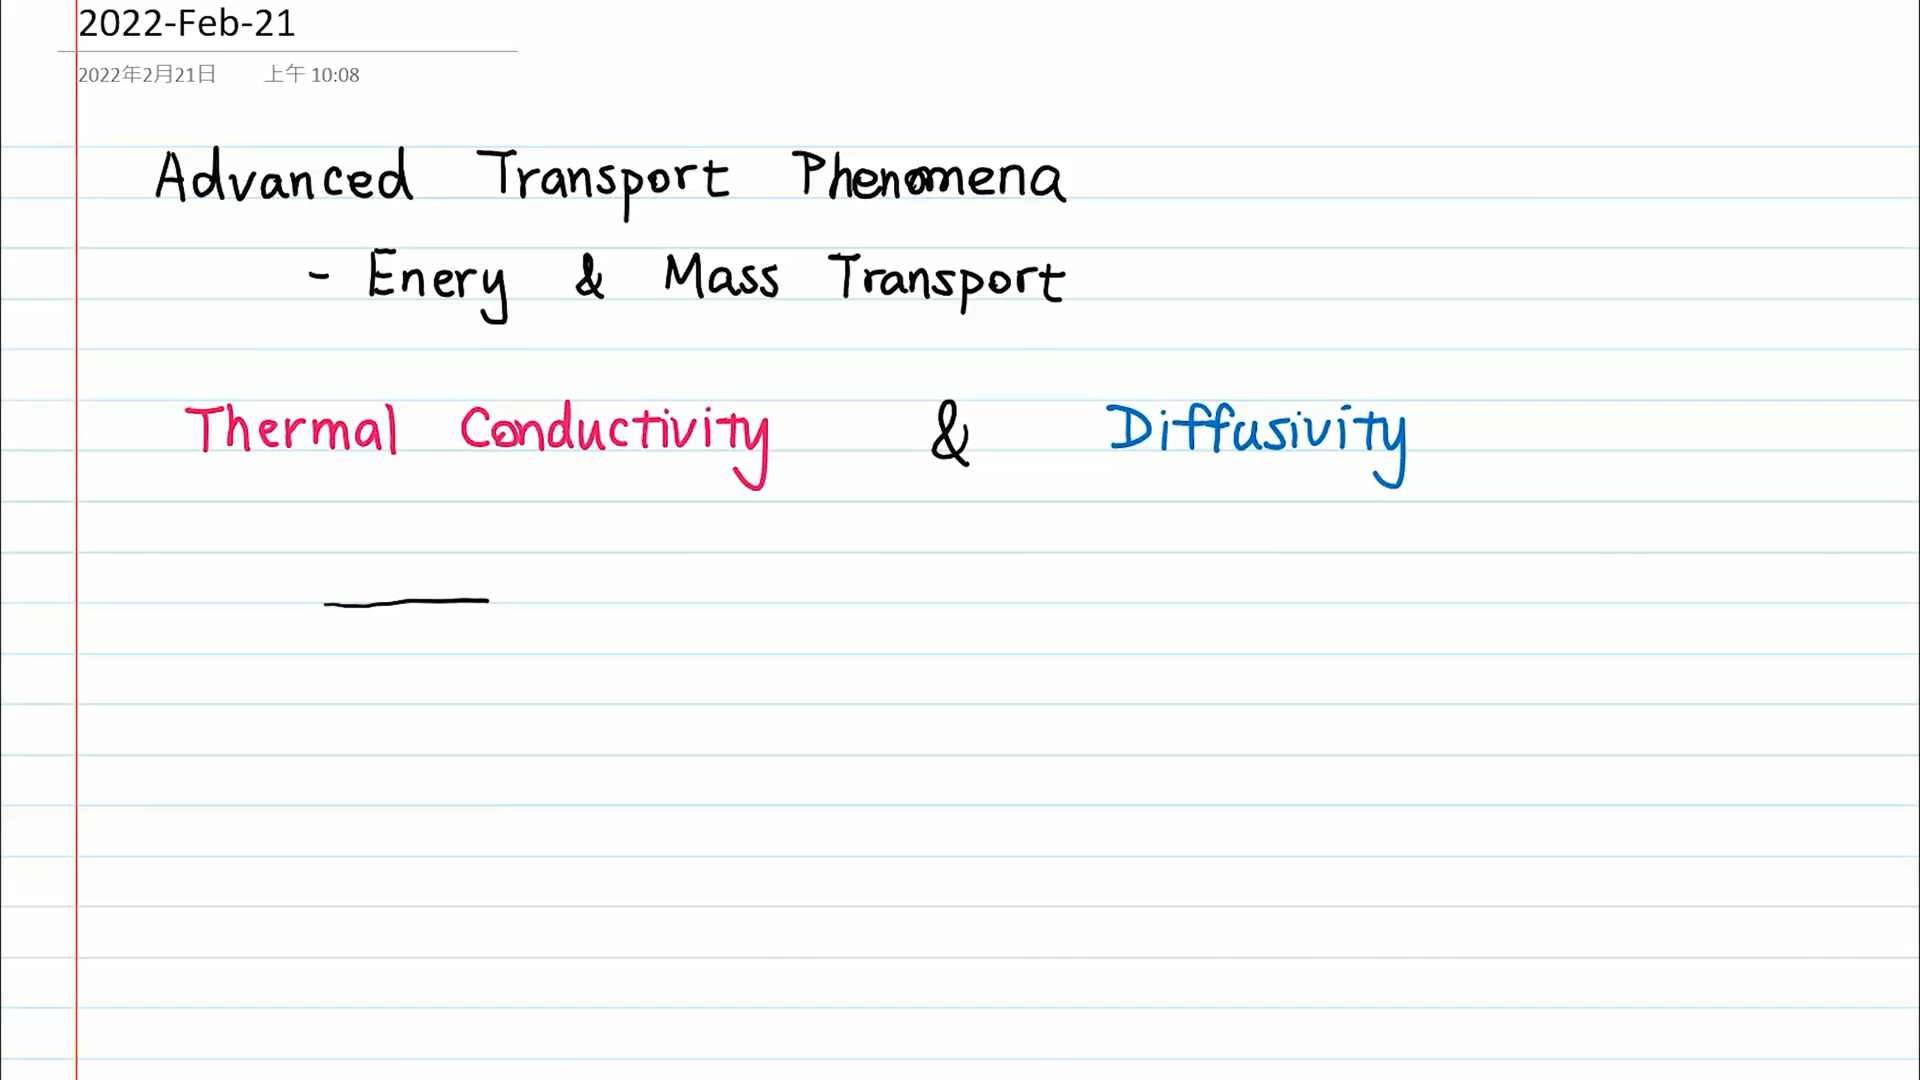 2022-Feb-21
2022年2月21日 上午 10:08
Advanced Transport Phenomena
- Enery & Mass Transport
Thermal Conductivity & Diffusivity